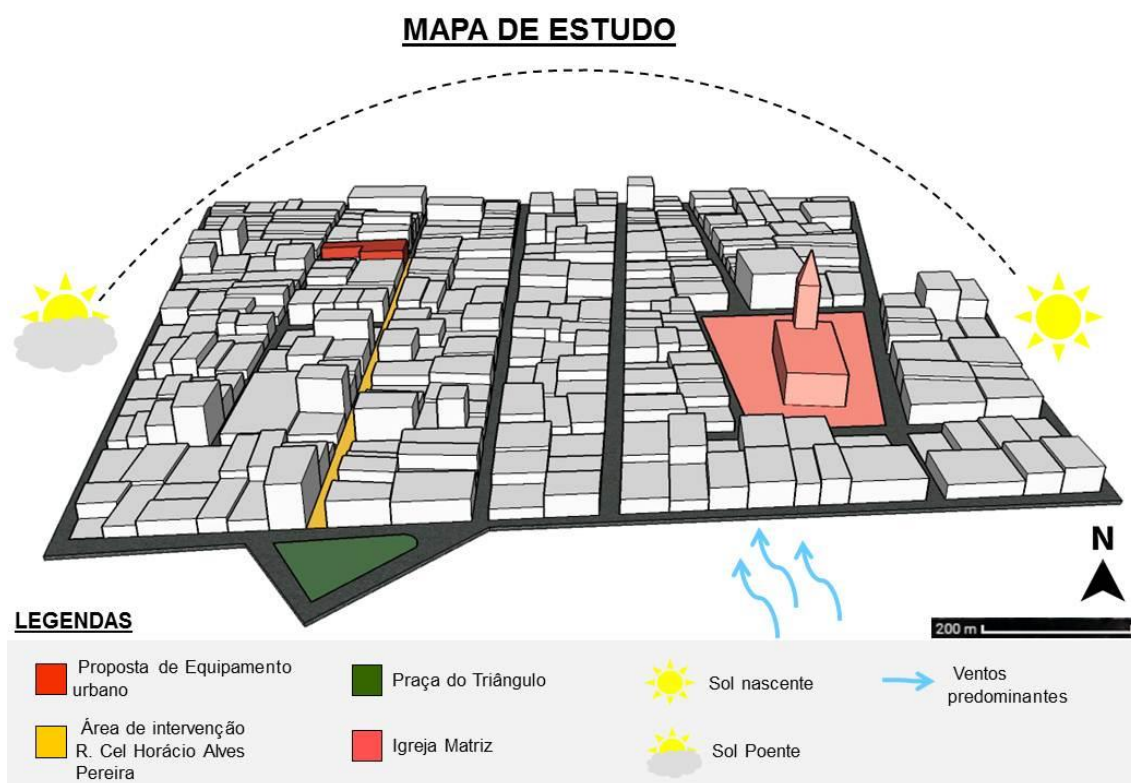 MAPA DE ESTUDO
N
200 m
LEGENDAS
Proposta de Equipamento
urbano
Área de intervenção
R. Cel Horácio Alves
Pereira
Praça do Triângulo
Igreja Matriz
Sol nascente
Sol Poente
Ventos
predominantes